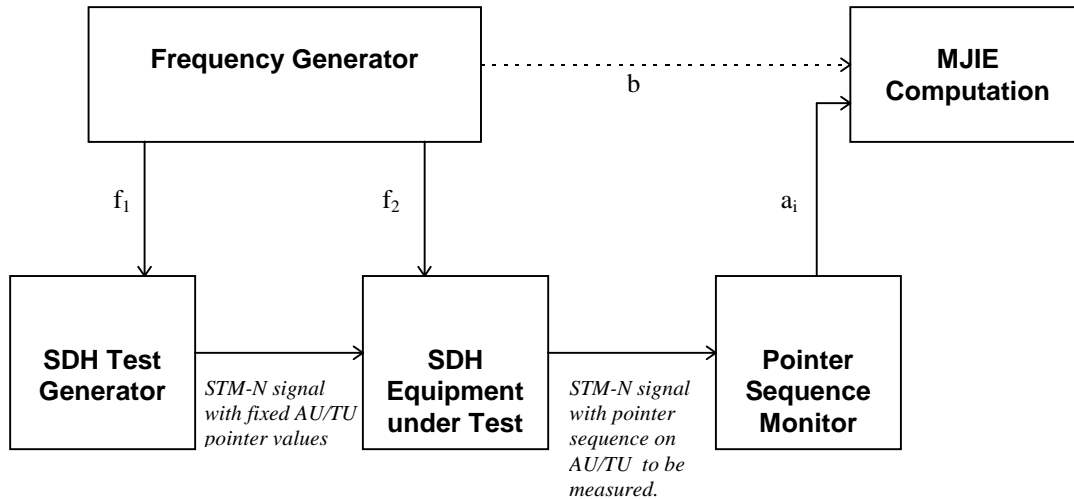 Frequency Generator
MJIE
Computation
b
f1
f2
ai
SDH Test
Generator
STM-N signal
with fixed AU/TU
pointer values
SDH
Equipment
under Test
STM-N signal
with pointer
sequence on
AU/TU to be
measured.
Pointer
Sequence
Monitor